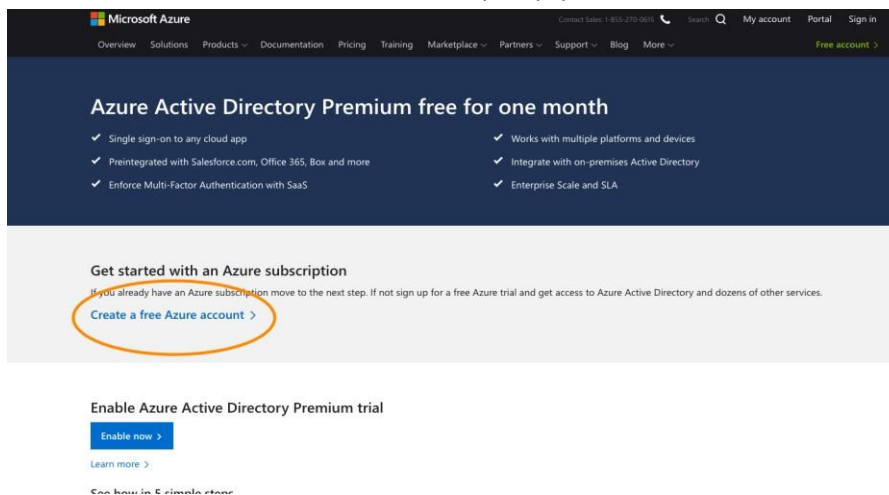 Microsoft Azure
Contact Sales: 1-855-270-0615 Search My account Portal Sign in
Overview Solutions Products Documentation Pricing Training Marketplace Partners Support Blog More Free account >
Azure Active Directory Premium free for one month
Single sign-on to any cloud app
Works with multiple platforms and devices
Preintegrated with Salesforce.com, Office 365, Box and more
Integrate with on-premises Active Directory
Enforce Multi-Factor Authentication with SaaS
Enterprise Scale and SLA
Get started with an Azure subscription
If you already have an Azure subscription move to the next step. If not sign up for a free Azure trial and get access to Azure Active Directory and dozens of other services.
Create a free Azure account >
Enable Azure Active Directory Premium trial
Enable now >
Learn more >
See how in 5 simple steps